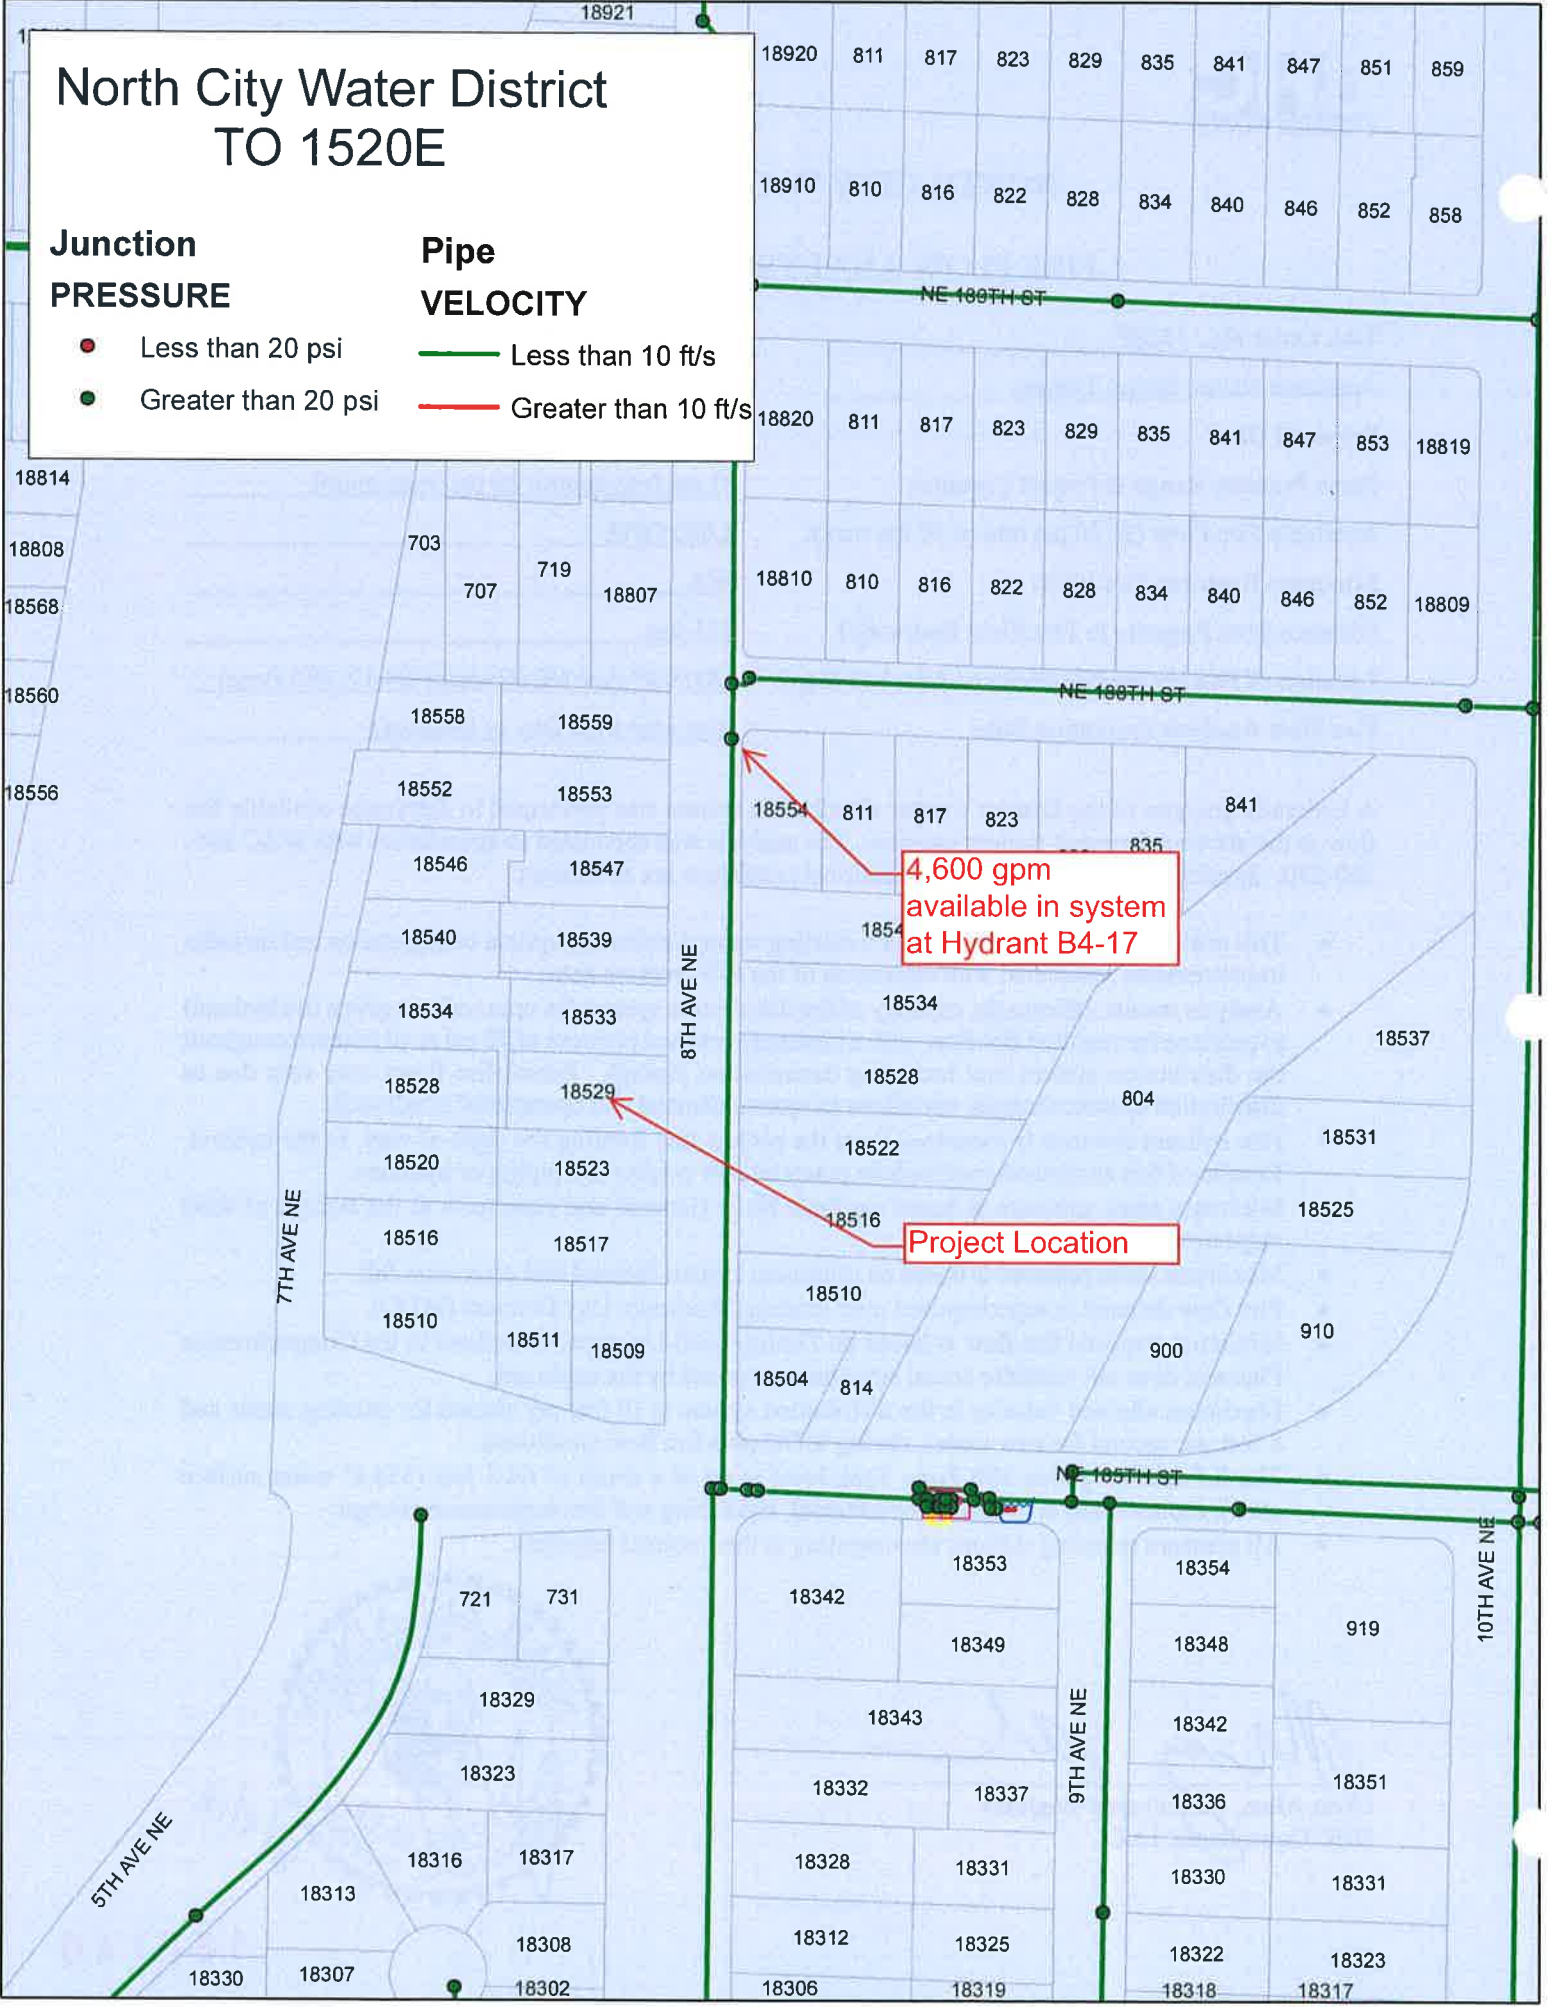 18921
North City Water District
TO 1520E
Junction
PRESSURE
Less than 20 psi
Greater than 20 psi
Pipe
VELOCITY
Less than 10 ft/s
Greater than 10 ft/s
18920 811 817 823 829 835 841 847 851 859
18910 810 816 822 828 834 840 846 852 858
NE 189TH ST
18820 811 817 823 829 835 841 847 853 18819
18814
18808
18568
18560
18556
703
707
719
18807
18810 810 816 822 828 834 840 846 852 18809
NE 188TH ST
18558 18559
18552 18553
18546 18547
18540 18539
18534 18533
18528 18529
18520 18523
18516 18517
18510 18511 18509
7TH AVE NE
8TH AVE NE
18554 811 817 823 835 841
4,600 gpm
available in system
at Hydrant B4-17
1854
18534
18528
804
18537
18522
18531
18516
18525
Project Location
18510
910
900
18504 814
NE 185TH ST
10TH AVE NE
721 731
18329
18323
18316 18317
18313
18308
18330 18307 18302
5TH AVE NE
18342 18353
18349
18343
18332 18337
18328 18331
18312 18325
18306 18319
9TH AVE NE
18354
919
18348
18342
18351
18336
18330 18331
18322 18323
18318 18317